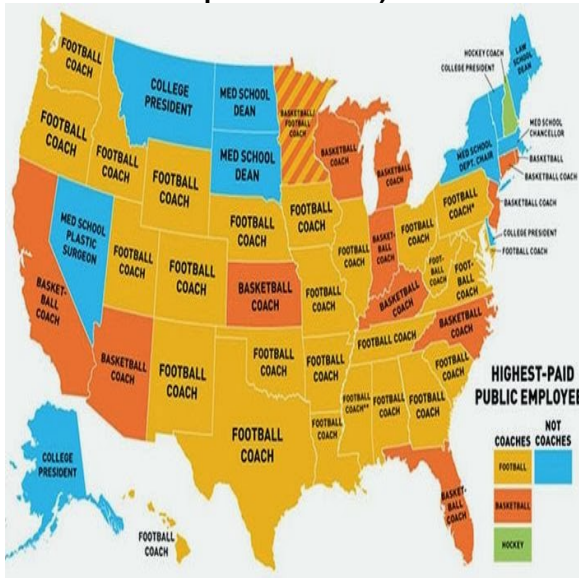 FOOTBALL
COACH
FOOTBALL
COACH
FOOTBALL
COACH
COLLEGE
PRESIDENT
MED SCHOOL
DEAN
MED SCHOOL
DEAN
BASKETBALL/
FOOTBALL
COACH
BASKETBALL
COACH
BASKETBALL
COACH
HOCKEY COACH
COLLEGE PRESIDENT
LAW
SCHOOL
DEAN
MED SCHOOL
DEPT. CHAIR
MED SCHOOL
CHANCELLOR
BASKETBALL
BASKETBALL COACH
BASKETBALL COACH
COLLEGE PRESIDENT
FOOTBALL COACH
FOOTBALL
COACH
MED SCHOOL
PLASTIC
SURGEON
BASKET-
BALL
COACH
FOOTBALL
COACH
FOOTBALL
COACH
FOOTBALL
COACH
BASKETBALL
COACH
FOOTBALL
COACH
FOOTBALL
COACH
FOOTBALL
COACH
BASKET-
BALL
COACH
FOOTBALL
COACH
FOOTBALL
COACH*
FOOT-
BALL
COACH
FOOT-
BALL
COACH
BASKETBALL
COACH
BASKETBALL
COACH
FOOTBALL COACH
BASKETBALL
COACH
FOOTBALL
COACH
FOOTBALL
COACH
FOOTBALL
COACH
FOOTBALL
COACH
FOOTBALL
COACH
FOOTBALL
COACH
FOOTBALL
COACH**
FOOTBALL
COACH
FOOTBALL
COACH
FOOTBALL
COACH
BASKET-
BALL
COACH
COLLEGE
PRESIDENT
FOOTBALL
COACH
HIGHEST-PAID
PUBLIC EMPLOYEE
COACHES
NOT
COACHES
FOOTBALL
BASKETBALL
HOCKEY